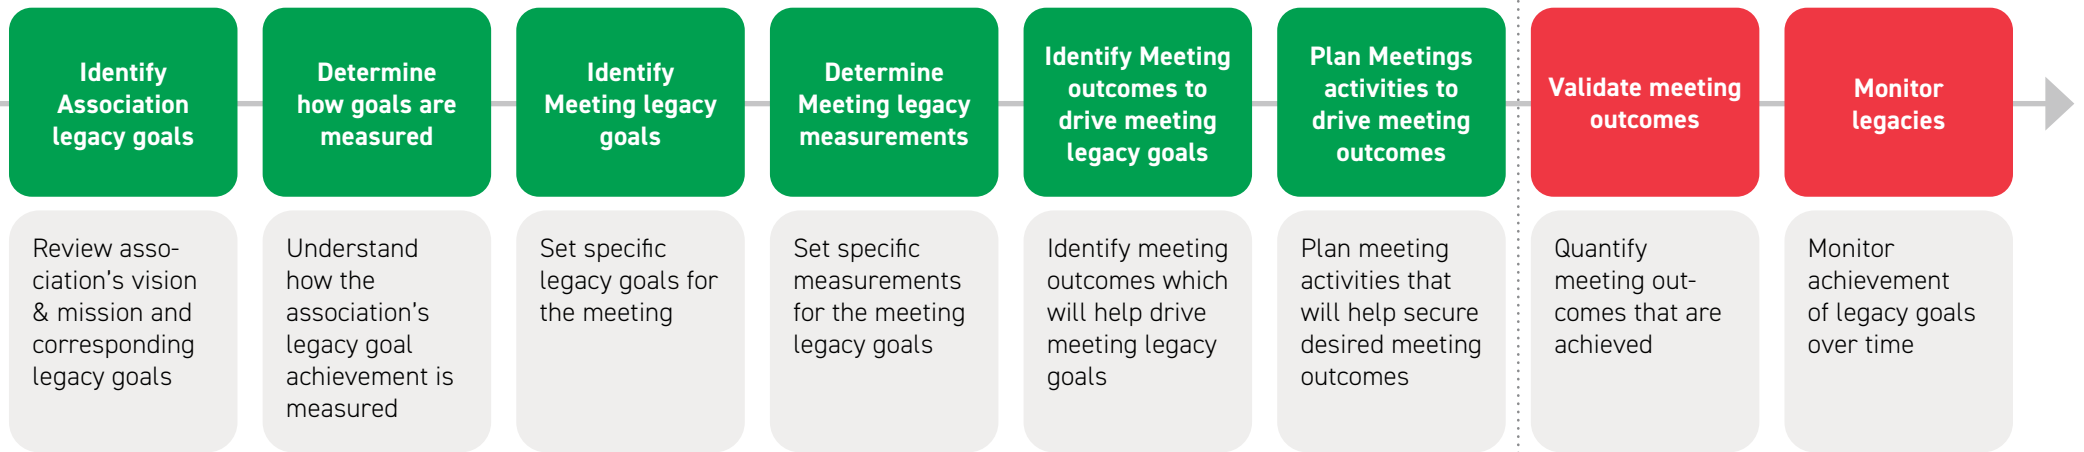 Identify
Association
legacy goals
Determine
how goals are
measured
Identify
Meeting legacy
goals
Determine
Meeting legacy
measurements
Identify Meeting
outcomes to
drive meeting
legacy goals
Plan Meetings
activities to
drive meeting
outcomes
Validate meeting
outcomes
Monitor
legacies
Review asso-
ciation's vision
& mission and
corresponding
legacy goals
Understand
how the
association's
legacy goal
achievement is
measured
Set specific
legacy goals for
the meeting
Set specific
measurements
for the meeting
legacy goals
Identify meeting
outcomes which
will help drive
meeting legacy
goals
Plan meeting
activities that
will help secure
desired meeting
outcomes
Quantify
meeting out-
comes that are
achieved
Monitor
achievement
of legacy goals
over time